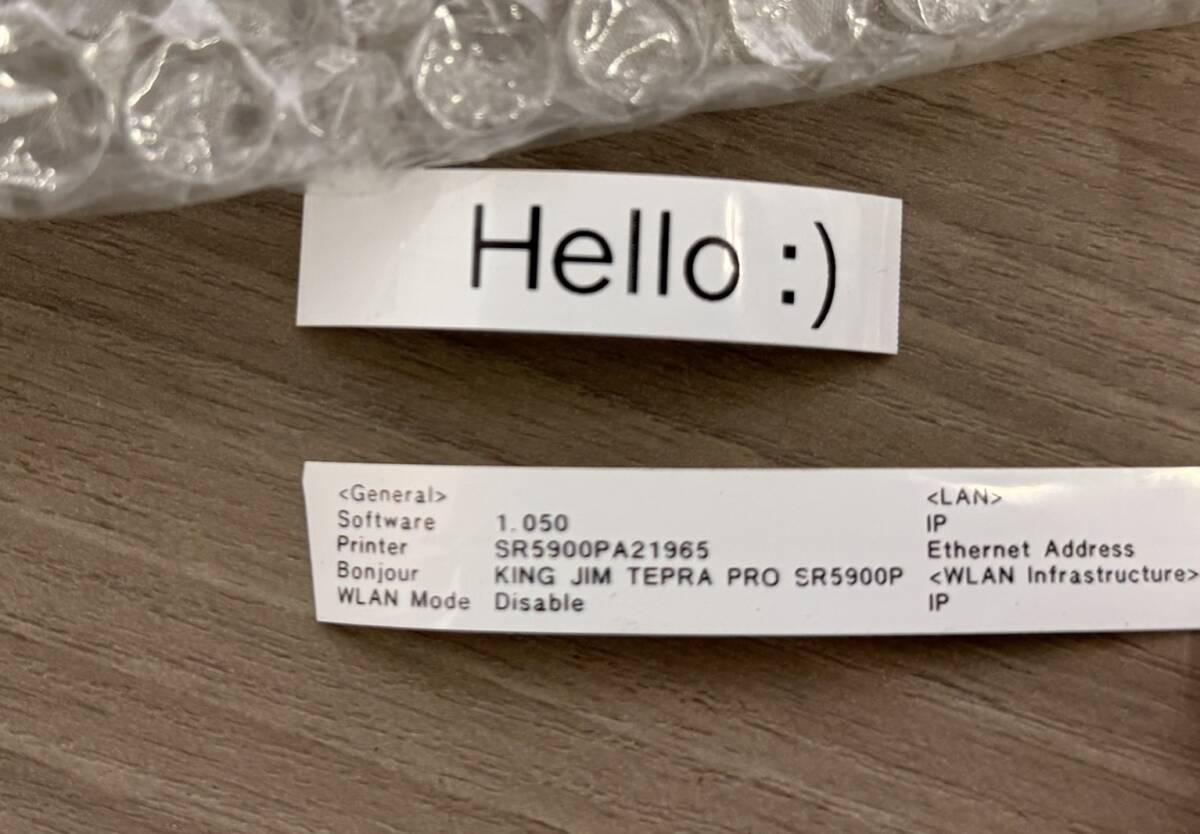 Hello :)
<General>
Software 1.050
Printer SR5900PA21965
Bonjour KING JIM TEPRA PRO SR5900P
WLAN Mode Disable
<LAN>
IP
Ethernet Address
<WLAN Infrastructure>
IP